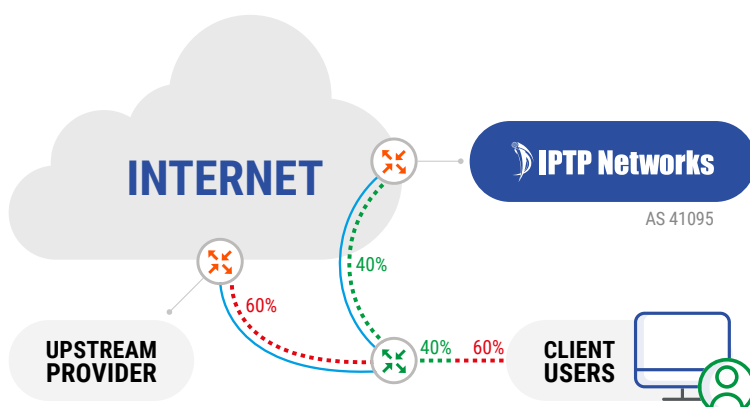 INTERNET
IPTP Networks
AS 41095
40%
60%
40% 60%
UPSTREAM
PROVIDER
CLIENT
USERS